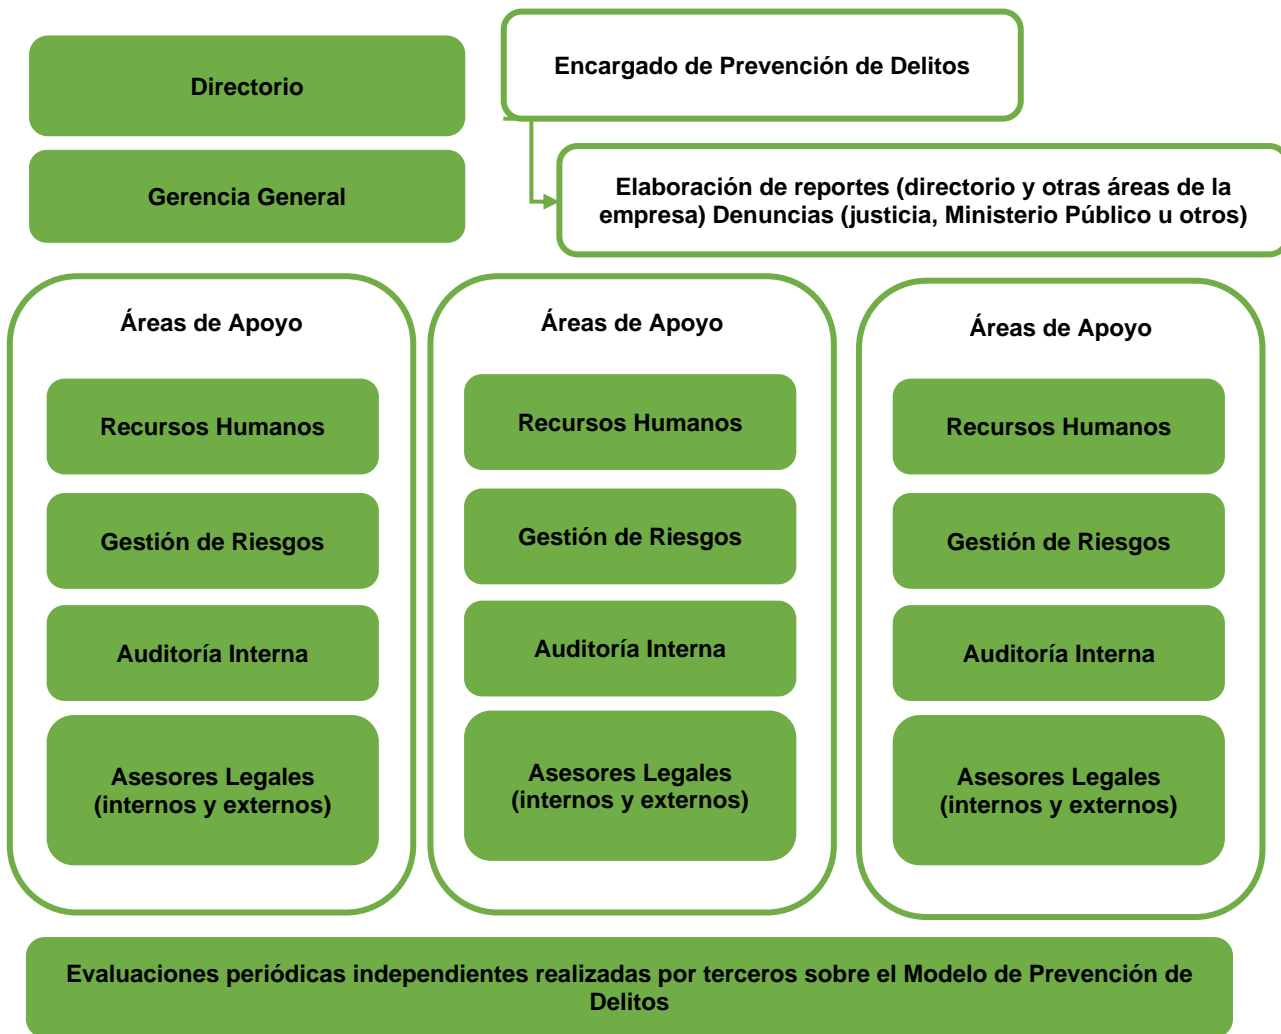 Directorio
Gerencia General
Encargado de Prevención de Delitos
Elaboración de reportes (directorio y otras áreas de la
empresa) Denuncias (justicia, Ministerio Público u otros)
Áreas de Apoyo
Recursos Humanos
Gestión de Riesgos
Auditoría Interna
Asesores Legales
(internos y externos)
Áreas de Apoyo
Recursos Humanos
Gestión de Riesgos
Auditoría Interna
Asesores Legales
(internos y externos)
Áreas de Apoyo
Recursos Humanos
Gestión de Riesgos
Auditoría Interna
Asesores Legales
(internos y externos)
Evaluaciones periódicas independientes realizadas por terceros sobre el Modelo de Prevención de
Delitos